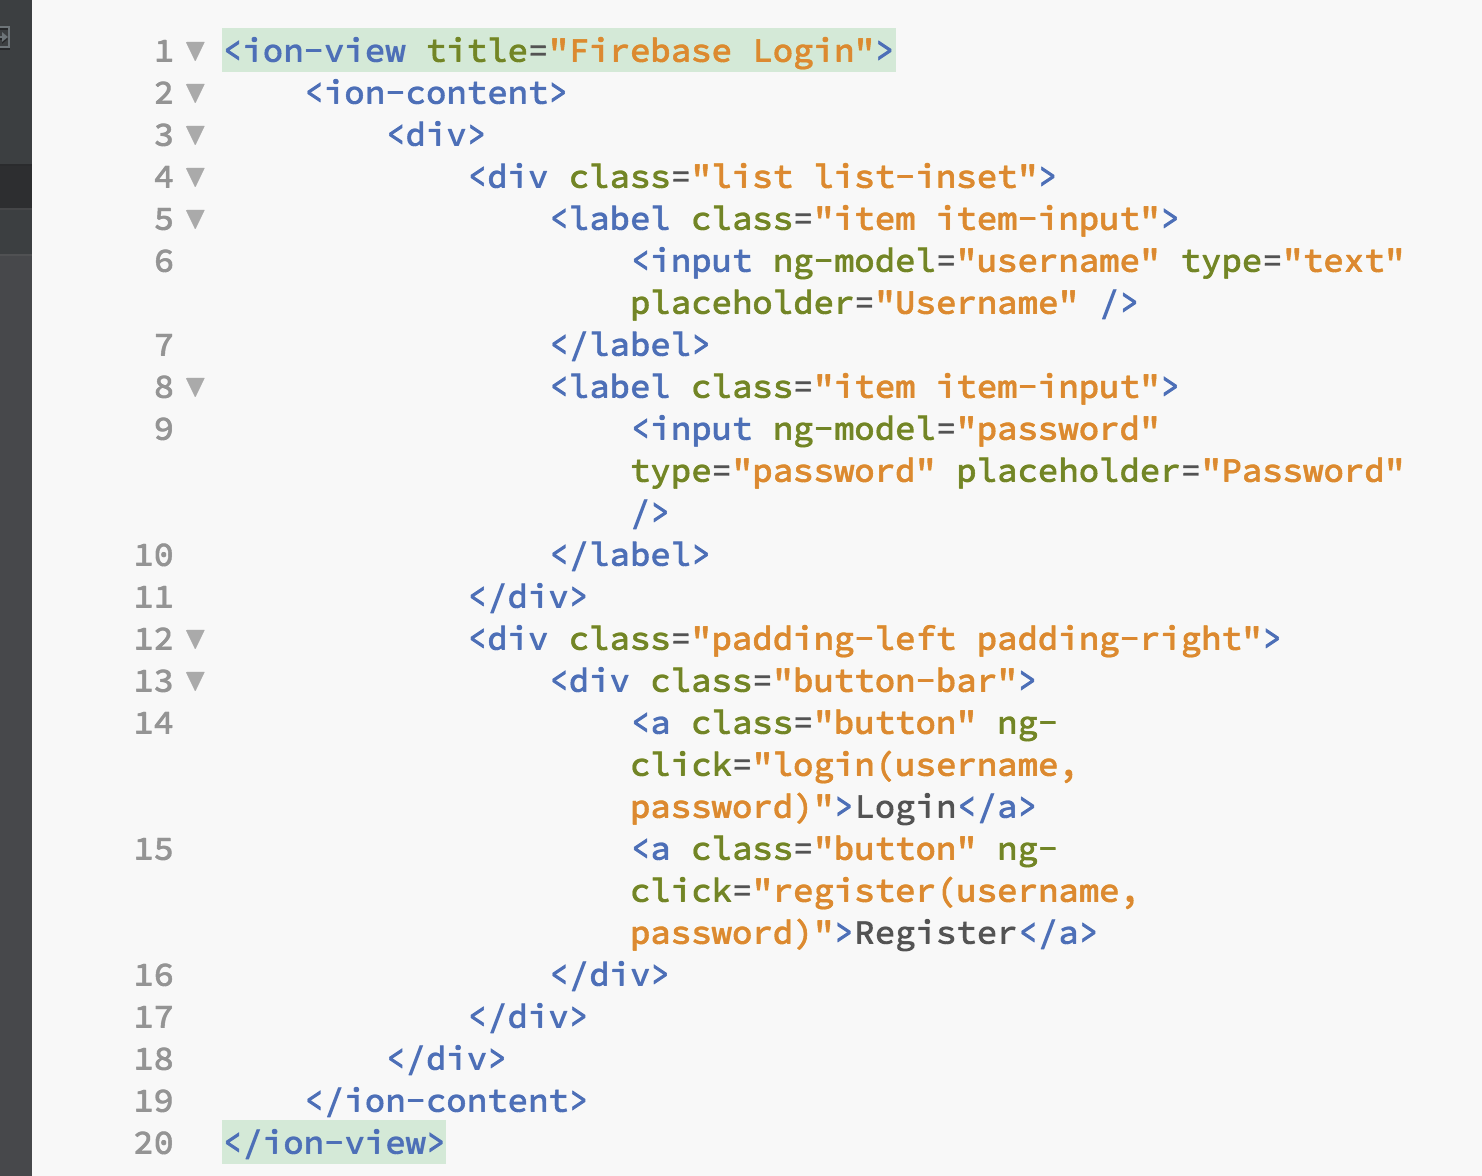 1 <ion-view title="Firebase Login">
2 <ion-content>
3 <div>
4 <div class="list list-inset">
5 <label class="item item-input">
6 <input ng-model="username" type="text"
placeholder="Username" />
7 </label>
8 <label class="item item-input">
9 <input ng-model="password"
type="password" placeholder="Password"
/>
10 </label>
11 </div>
12 <div class="padding-left padding-right">
13 <div class="button-bar">
14 <a class="button" ng-
click="login(username,
password)">Login</a>
15 <a class="button" ng-
click="register(username,
password)">Register</a>
16 </div>
17 </div>
18 </div>
19 </ion-content>
20 </ion-view>